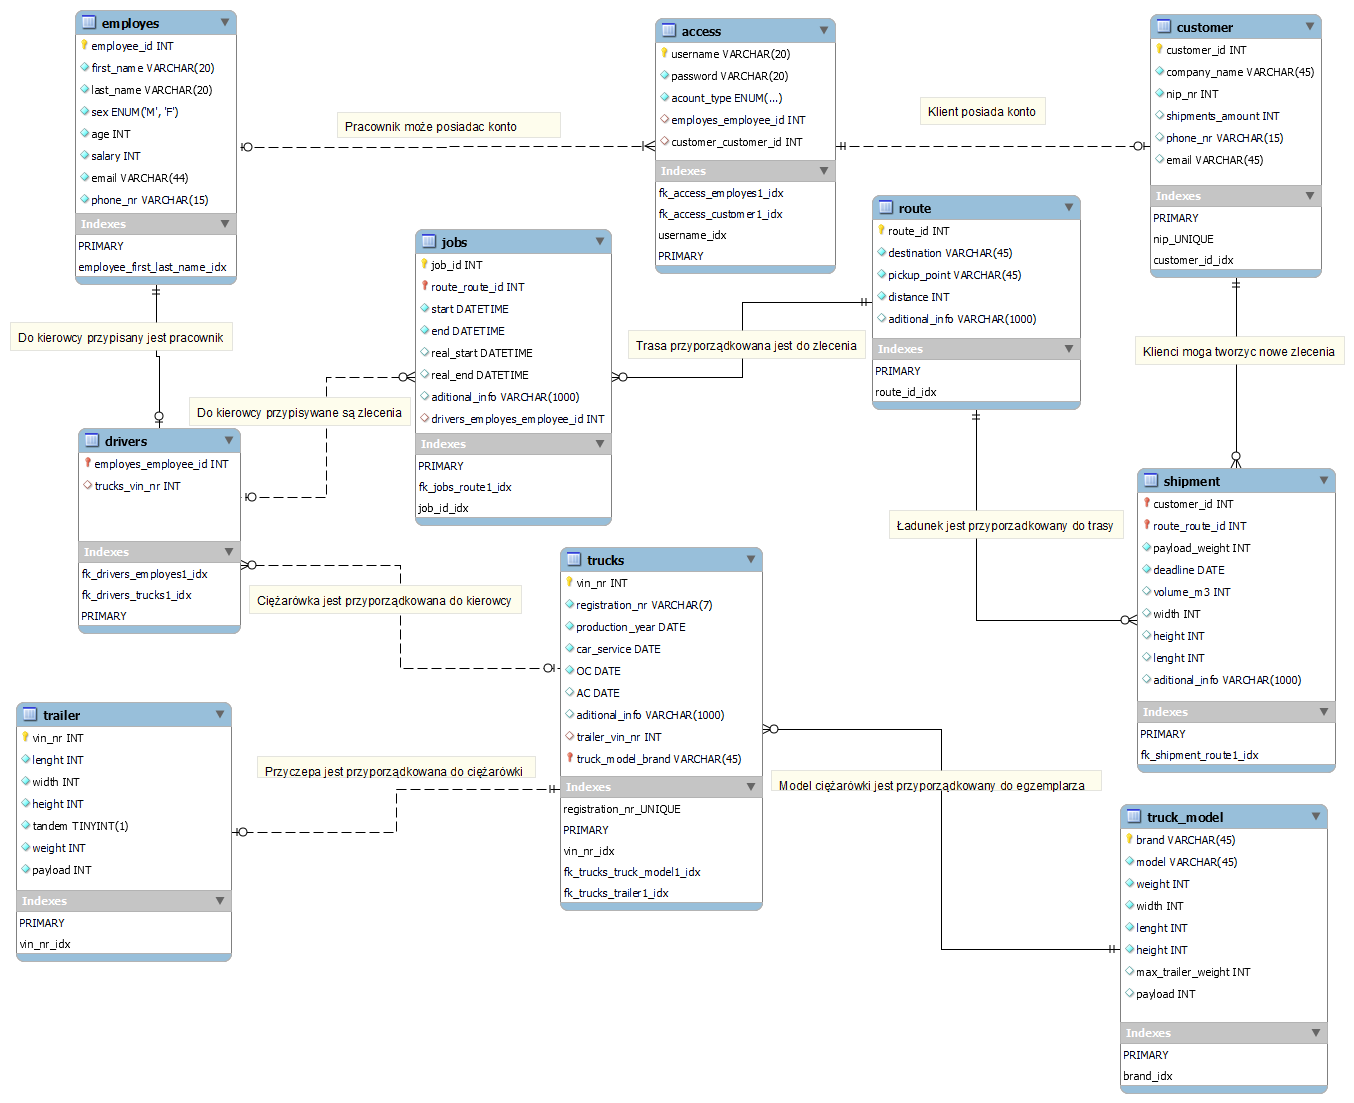 employes
employee_id INT
first_name VARCHAR(20)
last_name VARCHAR(20)
sex ENUM('M', 'F')
age INT
salary INT
email VARCHAR(44)
phone_nr VARCHAR(15)
Indexes
PRIMARY
employee_first_last_name_idx
Pracownik może posiadac konto
access
username VARCHAR(20)
password VARCHAR(20)
acount_type ENUM(...)
employes_employee_id INT
customer_customer_id INT
Indexes
fk_access_employes1_idx
fk_access_customer1_idx
username_idx
PRIMARY
Klient posiada konto
customer
customer_id INT
company_name VARCHAR(45)
nip_nr INT
shipments_amount INT
phone_nr VARCHAR(15)
email VARCHAR(45)
Indexes
PRIMARY
nip_UNIQUE
customer_id_idx
Do kierowcy przypisany jest pracownik
jobs
job_id INT
route_route_id INT
start DATETIME
end DATETIME
real_start DATETIME
real_end DATETIME
aditional_info VARCHAR(1000)
drivers_employes_employee_id INT
Indexes
PRIMARY
fk_jobs_route1_idx
job_id_idx
Trasa przyporządkowana jest do zlecenia
route
route_id INT
destination VARCHAR(45)
pickup_point VARCHAR(45)
distance INT
aditional_info VARCHAR(1000)
Indexes
PRIMARY
route_id_idx
Klienci moga tworzyc nowe zlecenia
Do kierowcy przypisywane są zlecenia
drivers
employes_employee_id INT
trucks_vin_nr INT
Indexes
fk_drivers_employes1_idx
fk_drivers_trucks1_idx
PRIMARY
Ciężarówka jest przyporządkowana do kierowcy
trucks
vin_nr INT
registration_nr VARCHAR(7)
production_year DATE
car_service DATE
OC DATE
AC DATE
aditional_info VARCHAR(1000)
trailer_vin_nr INT
truck_model_brand VARCHAR(45)
Indexes
registration_nr_UNIQUE
PRIMARY
vin_nr_idx
fk_trucks_truck_model1_idx
fk_trucks_trailer1_idx
Ładunek jest przyporzadkowany do trasy
shipment
customer_id INT
route_route_id INT
payload_weight INT
deadline DATE
volume_m3 INT
width INT
height INT
lenght INT
aditional_info VARCHAR(1000)
Indexes
PRIMARY
fk_shipment_route1_idx
trailer
vin_nr INT
lenght INT
width INT
height INT
tandem TINYINT(1)
weight INT
payload INT
Indexes
PRIMARY
vin_nr_idx
Przyczepa jest przyporządkowana do ciężarówki
Model ciężarówki jest przyporządkowany do egzemplarza
truck_model
brand VARCHAR(45)
model VARCHAR(45)
weight INT
width INT
lenght INT
height INT
max_trailer_weight INT
payload INT
Indexes
PRIMARY
brand_idx